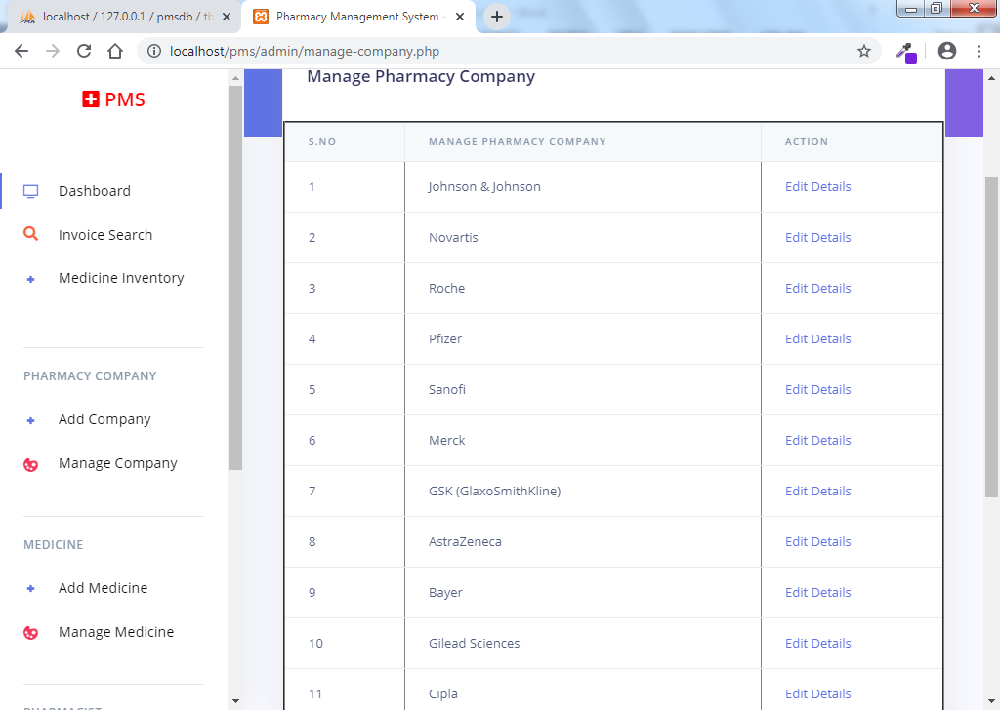 localhost / 127.0.0.1 / pmsdb / tb
Pharmacy Management System -
localhost/pms/admin/manage-company.php
PMS
Dashboard
Invoice Search
Medicine Inventory
PHARMACY COMPANY
Add Company
Manage Company
MEDICINE
Add Medicine
Manage Medicine
PHARMACIST
Manage Pharmacy Company
S.NO MANAGE PHARMACY COMPANY ACTION
1 Johnson & Johnson Edit Details
2 Novartis Edit Details
3 Roche Edit Details
4 Pfizer Edit Details
5 Sanofi Edit Details
6 Merck Edit Details
7 GSK (GlaxoSmithKline) Edit Details
8 AstraZeneca Edit Details
9 Bayer Edit Details
10 Gilead Sciences Edit Details
11 Cipla Edit Details